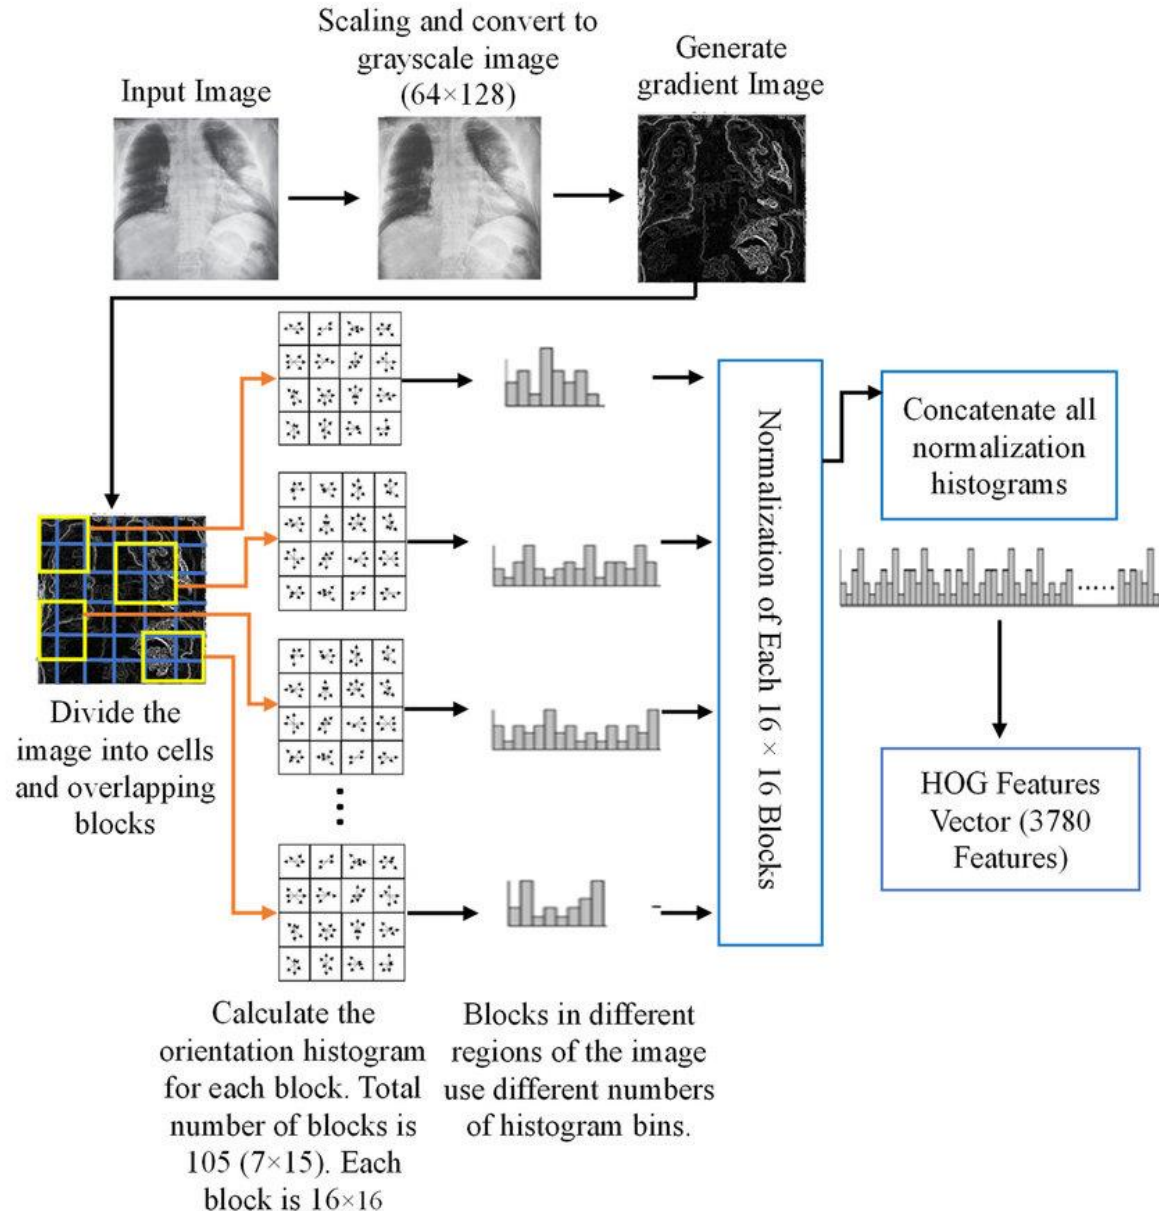 Input Image
Scaling and convert to
grayscale image
(64×128)
Generate
gradient Image
Divide the
image into cells
and overlapping
blocks
Calculate the
orientation histogram
for each block. Total
number of blocks is
105 (7×15). Each
block is 16×16
Blocks in different
regions of the image
use different numbers
of histogram bins.
Normalization of Each 16 × 16 Blocks
Concatenate all
normalization
histograms
HOG Features
Vector (3780
Features)